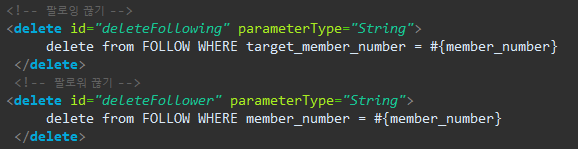 <!-- 팔로잉 끊기 -->
<delete id="deleteFollowing" parameterType="String">
delete from FOLLOW WHERE target_member_number = #{member_number}
</delete>
<!-- 팔로워 끊기 -->
<delete id="deleteFollower" parameterType="String">
delete from FOLLOW WHERE member_number = #{member_number}
</delete>